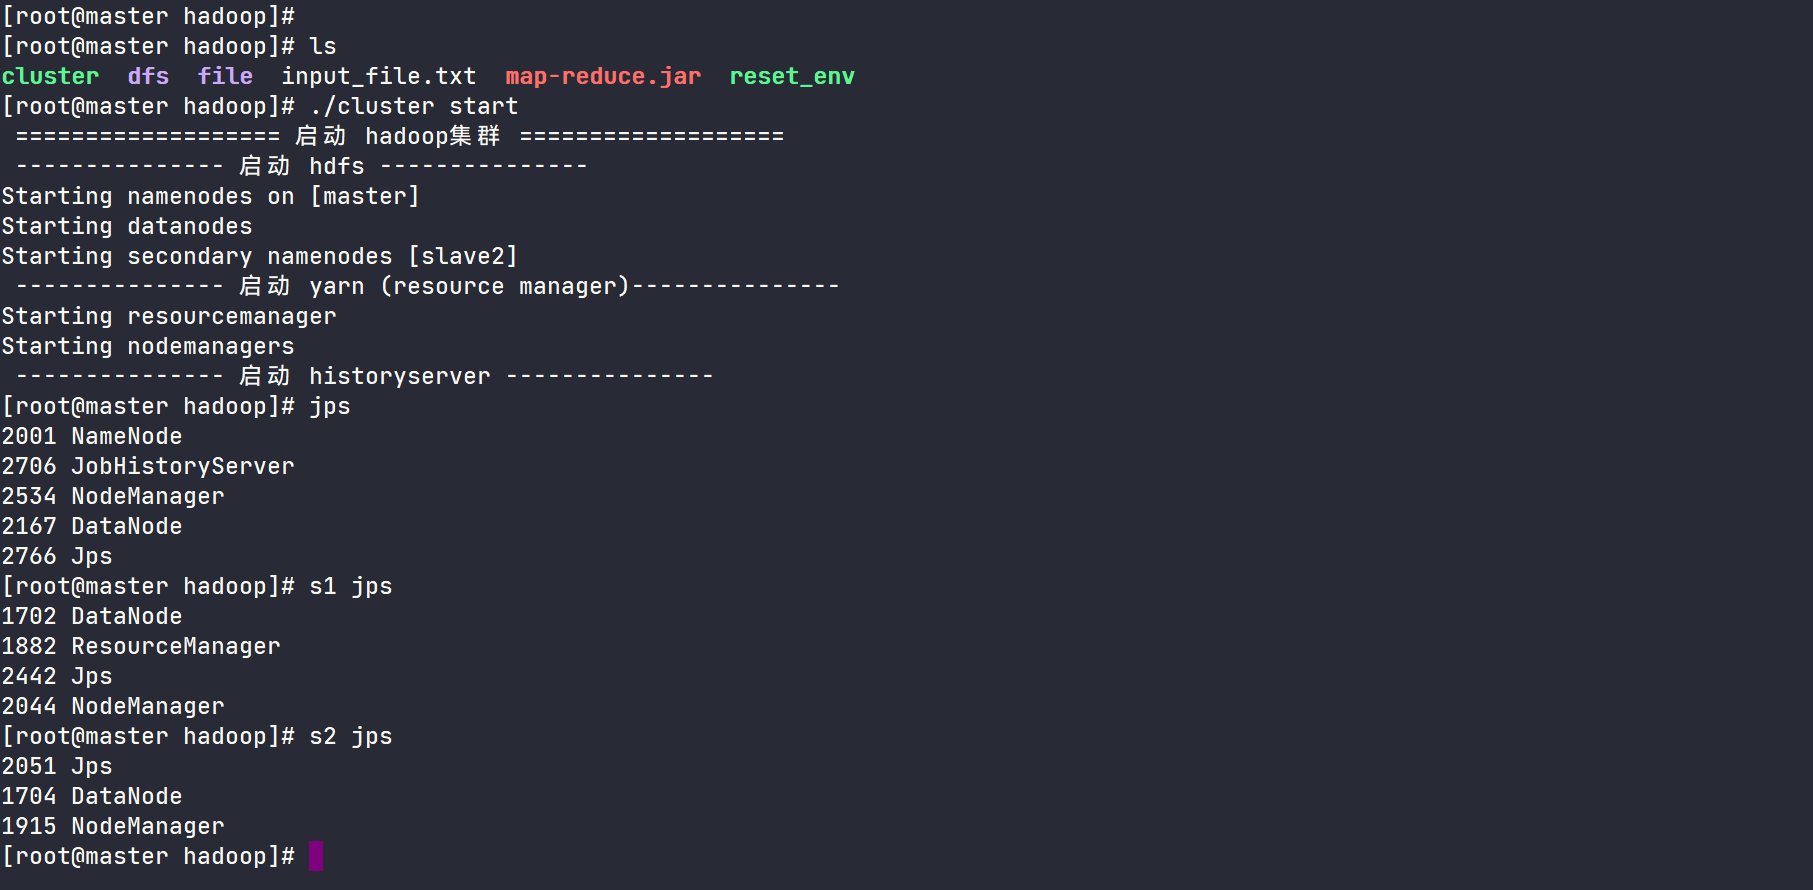 [root@master hadoop]#
[root@master hadoop]# ls
cluster  dfs  file  input_file.txt  map-reduce.jar  reset_env
[root@master hadoop]# ./cluster start
 =================== 启动 hadoop集群 ===================
 --------------- 启动 hdfs ---------------
Starting namenodes on [master]
Starting datanodes
Starting secondary namenodes [slave2]
 --------------- 启动 yarn (resource manager)---------------
Starting resourcemanager
Starting nodemanagers
 --------------- 启动 historyserver ---------------
[root@master hadoop]# jps
2001 NameNode
2706 JobHistoryServer
2534 NodeManager
2167 DataNode
2766 Jps
[root@master hadoop]# s1 jps
1702 DataNode
1882 ResourceManager
2442 Jps
2044 NodeManager
[root@master hadoop]# s2 jps
2051 Jps
1704 DataNode
1915 NodeManager
[root@master hadoop]#